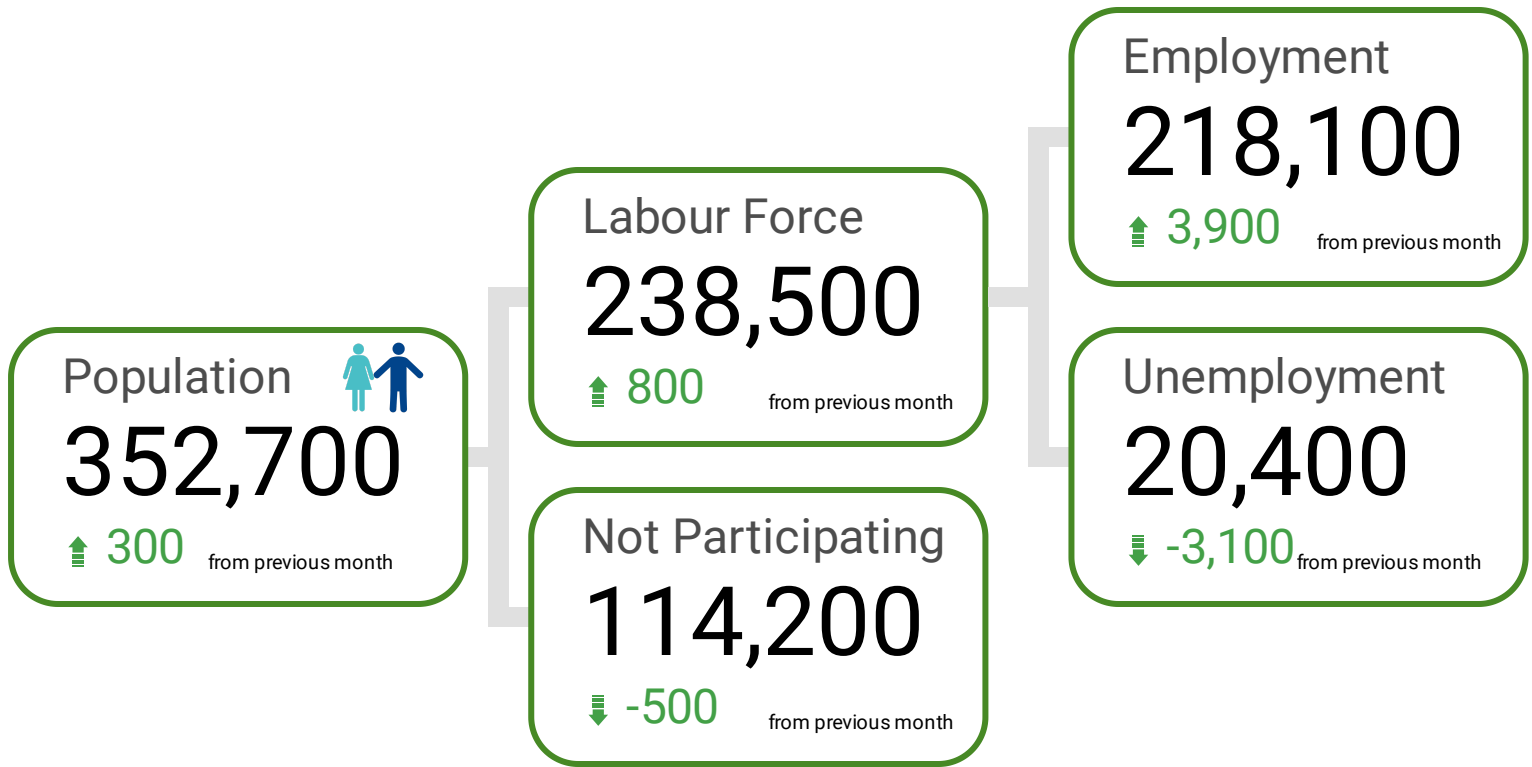 Population
352,700
300 from previous month
Labour Force
238,500
800 from previous month
Not Participating
114,200
-500 from previous month
Employment
218,100
3,900 from previous month
Unemployment
20,400
-3,100 from previous month